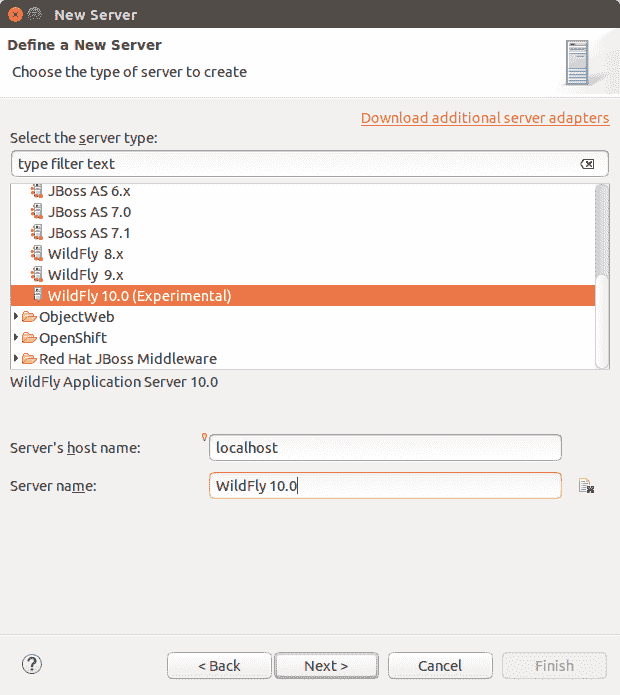 New Server
Define a New Server
Choose the type of server to create
Download additional server adapters
Select the server type:
type filter text
JBoss AS 6.x
JBoss AS 7.0
JBoss AS 7.1
WildFly 8.x
WildFly 9.x
WildFly 10.0 (Experimental)
ObjectWeb
OpenShift
Red Hat JBoss Middleware
WildFly Application Server 10.0
Server's host name:
localhost
Server name:
WildFly 10.0
?
< Back
Next >
Cancel
Finish